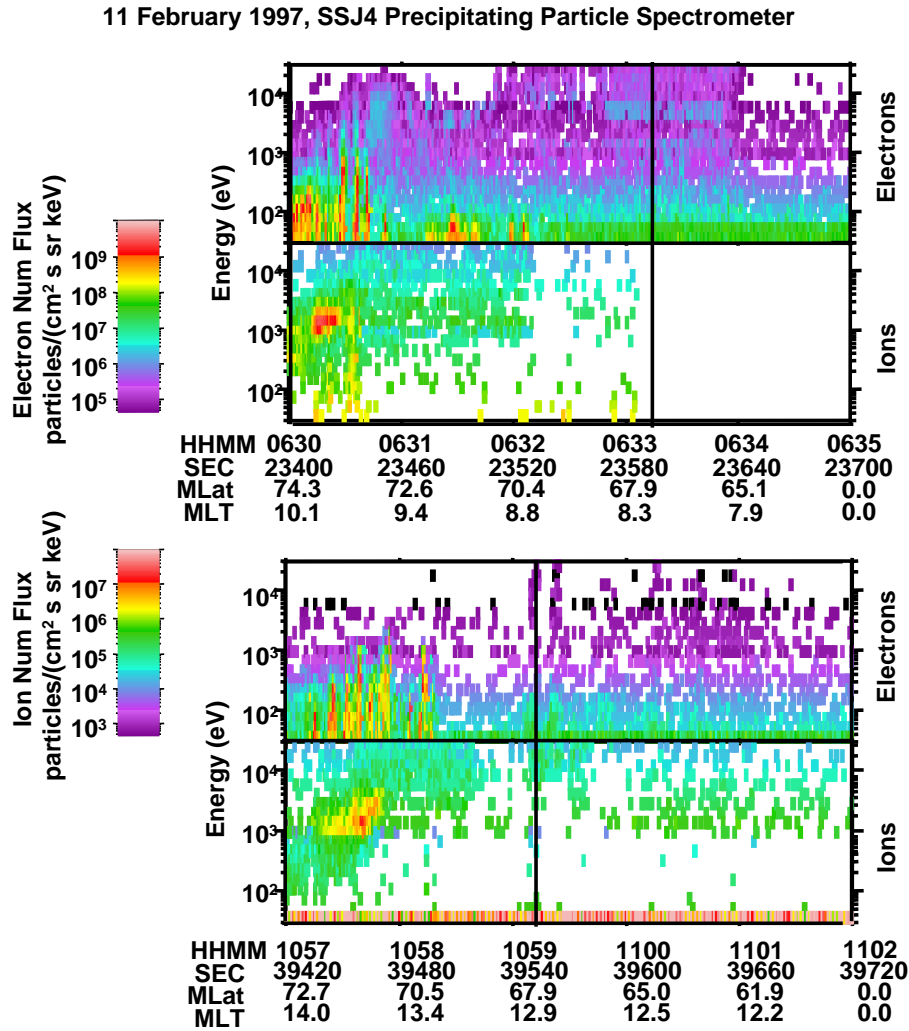 11 February 1997, SSJ4 Precipitating Particle Spectrometer
Electron Num Flux
particles/(cm² s sr keV)
10⁹
10⁸
10⁷
10⁶
10⁵
Energy (eV)
10⁴
10³
10²
10⁴
10³
10²
Electrons
Ions
HHMM 0630 0631 0632 0633 0634 0635
SEC 23400 23460 23520 23580 23640 23700
MLat 74.3 72.6 70.4 67.9 65.1 0.0
MLT 10.1 9.4 8.8 8.3 7.9 0.0
Ion Num Flux
particles/(cm² s sr keV)
10⁷
10⁶
10⁵
10⁴
10³
Energy (eV)
10⁴
10³
10²
10⁴
10³
10²
Electrons
Ions
HHMM 1057 1058 1059 1100 1101 1102
SEC 39420 39480 39540 39600 39660 39720
MLat 72.7 70.5 67.9 65.0 61.9 0.0
MLT 14.0 13.4 12.9 12.5 12.2 0.0